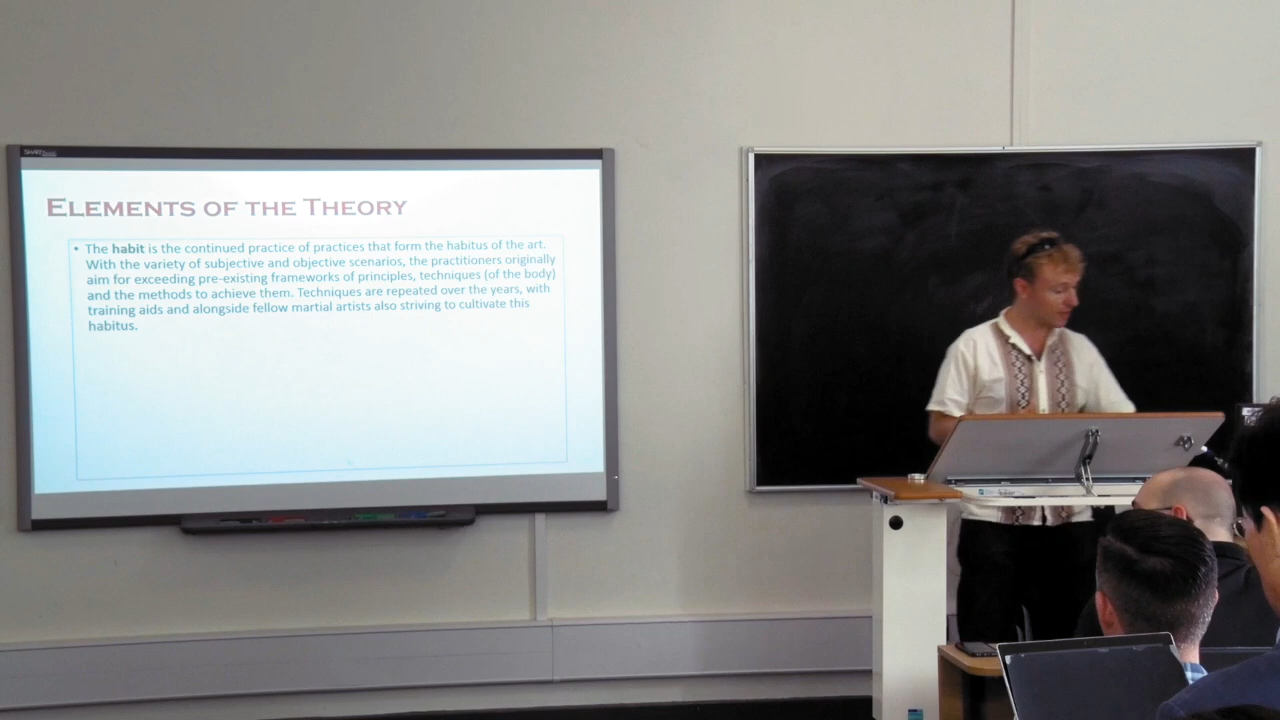 SMART
ELEMENTS OF THE THEORY
• The habit is the continued practice of practices that form the habitus of the art.
With the variety of subjective and objective scenarios, the practitioners originally
aim for exceeding pre-existing frameworks of principles, techniques (of the body)
and the methods to achieve them. Techniques are repeated over the years, with
training aids and alongside fellow martial artists also striving to cultivate this
habitus.